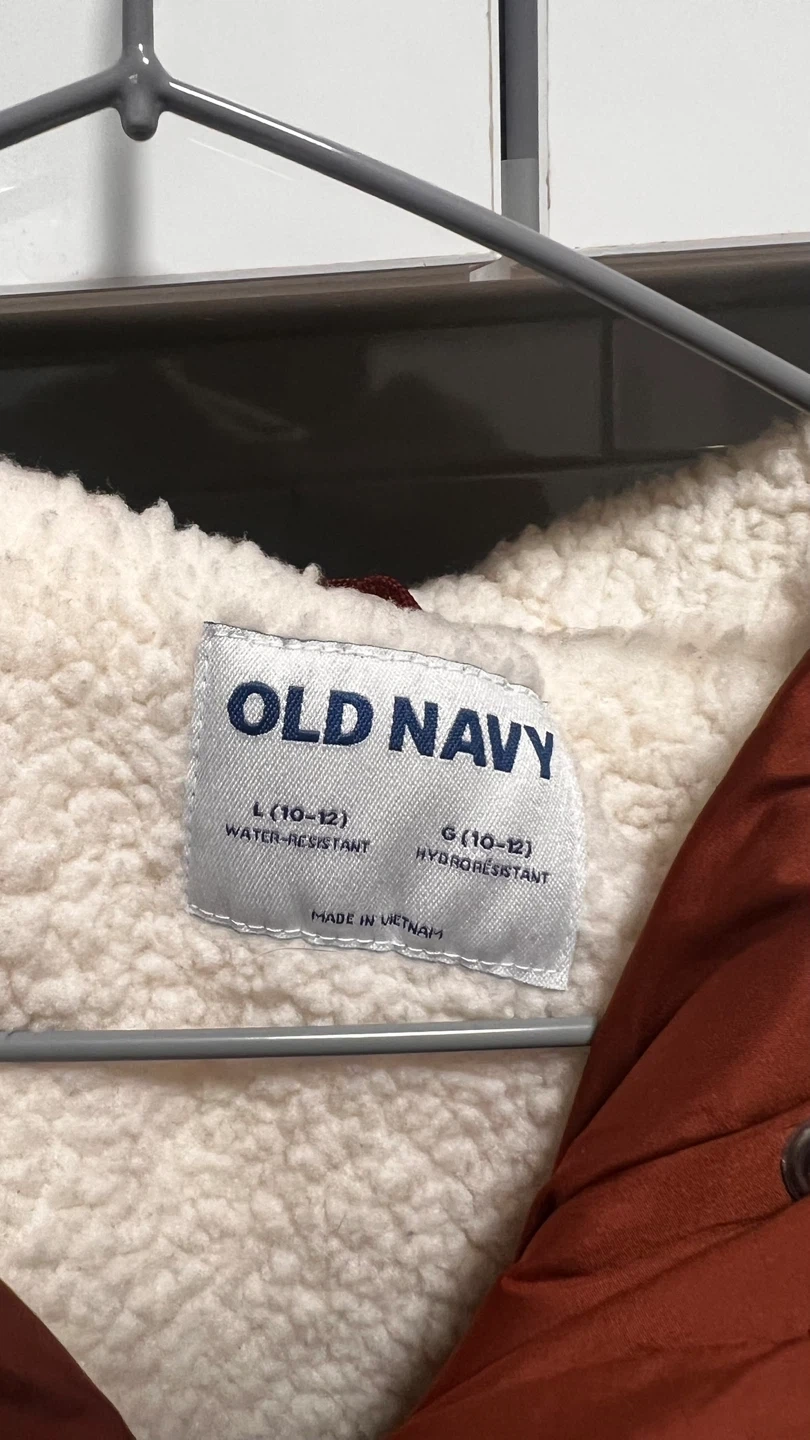 OLD NAVY
L (10-12)
WATER-RESISTANT
G (10-12)
HYDRORÉSISTANT
MADE IN VIETNAM